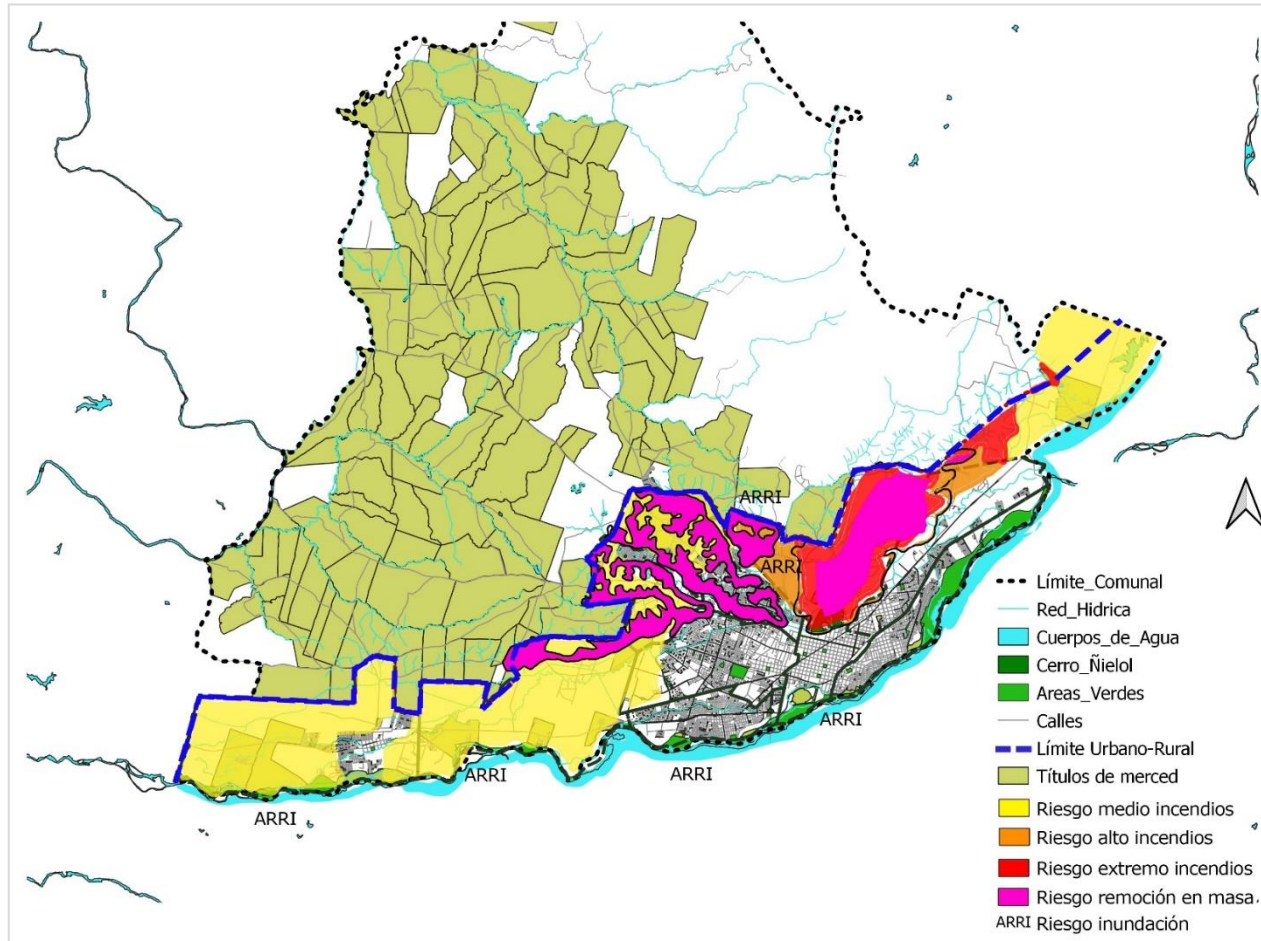 ARRI
ARRI
ARRI
ARRI
ARRI
ARRI
Límite_Comunal
Red_Hidrica
Cuerpos_de_Agua
Cerro_Ñielol
Areas_Verdes
Calles
Límite Urbano-Rural
Títulos de merced
Riesgo medio incendios
Riesgo alto incendios
Riesgo extremo incendios
Riesgo remoción en masa
ARRI Riesgo inundación